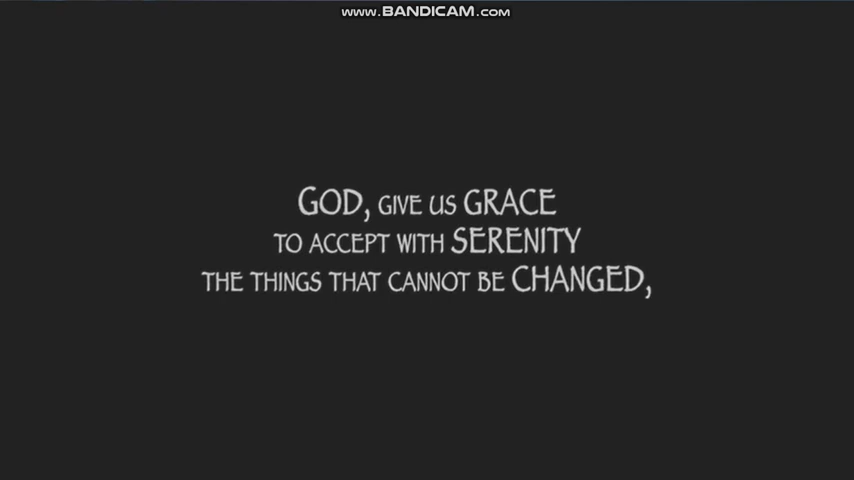 www.BANDICAM.com
GOD, GIVE US GRACE
TO ACCEPT WITH SERENITY
THE THINGS THAT CANNOT BE CHANGED,